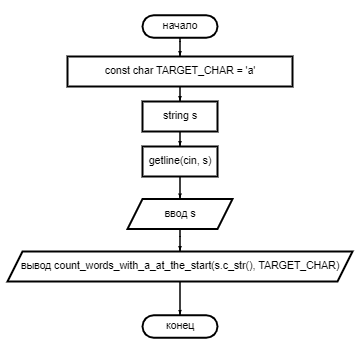 начало
const char TARGET_CHAR = 'a'
string s
getline(cin, s)
ввод s
вывод count_words_with_a_at_the_start(s.c_str(), TARGET_CHAR)
конец